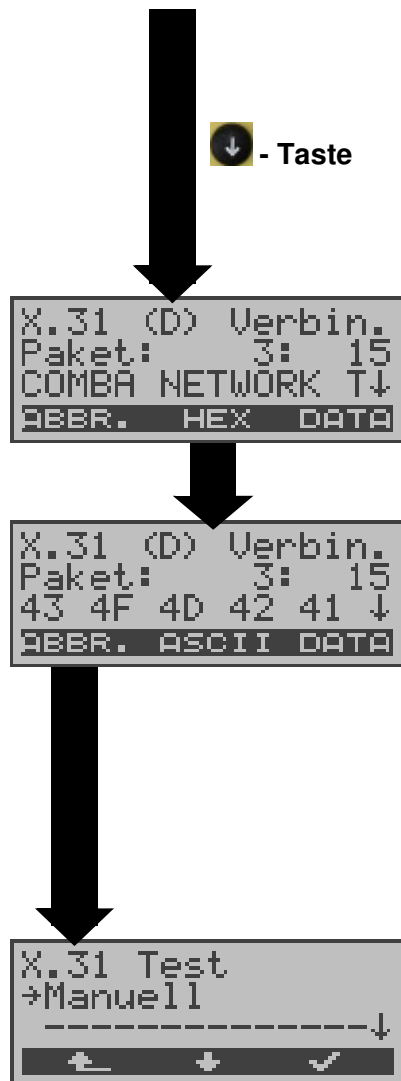 ↓ - Taste
X.31 (D) Verbin.
Paket: 3: 15
COMBA NETWORK T↓
ABBR. HEX DATA
X.31 (D) Verbin.
Paket: 3: 15
43 4F 4D 42 41 ↓
ABBR. ASCII DATA
X.31 Test
→Manuell
---------------↓